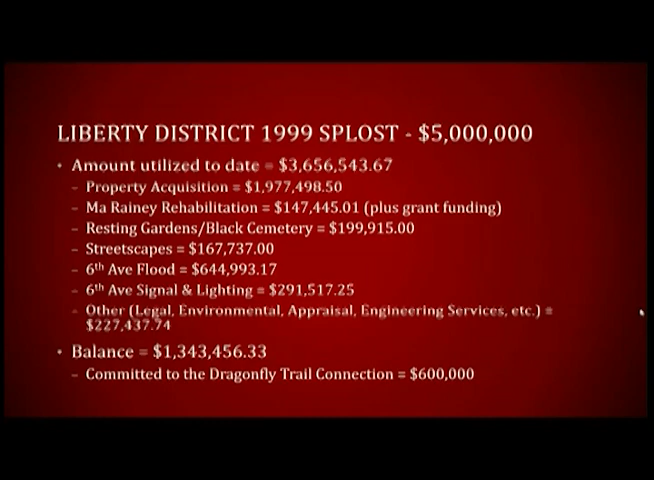 LIBERTY DISTRICT 1999 SPLOST - $5,000,000
• Amount utilized to date = $3,656,543.67
– Property Acquisition = $1,977,498.50
– Ma Rainey Rehabilitation = $147,445.01 (plus grant funding)
– Resting Gardens/Black Cemetery = $199,915.00
– Streetscapes = $167,737.00
– 6th Ave Flood = $644,993.17
– 6th Ave Signal & Lighting = $291,517.25
– Other (Legal, Environmental, Appraisal, Engineering Services, etc.) =
$227,437.74
• Balance = $1,343,456.33
– Committed to the Dragonfly Trail Connection = $600,000